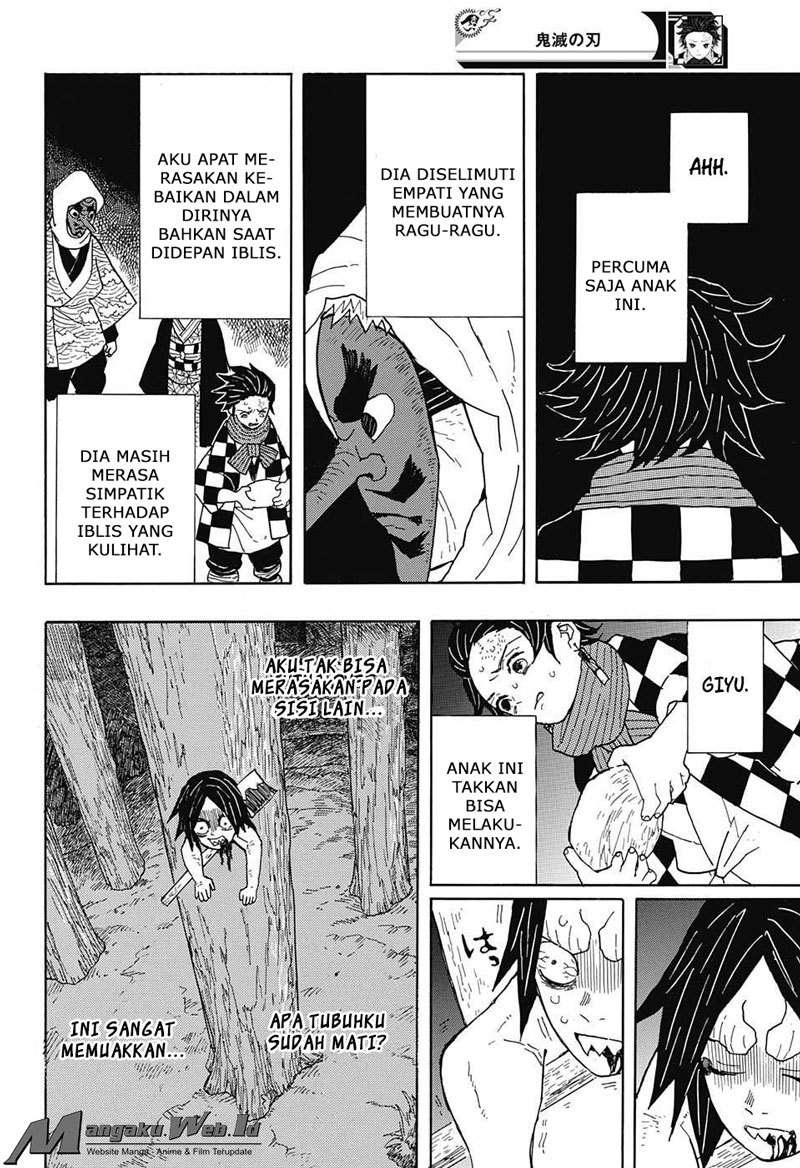 鬼滅の刃
AHH.
PERCUMA
SAJA ANAK
INI.
DIA DISELIMUTI
EMPATI YANG
MEMBUATNYA
RAGU-RAGU.
AKU APAT ME-
RASAKAN KE-
BAIKAN DALAM
DIRINYA
BAHKAN SAAT
DIDEPAN IBLIS.
DIA MASIH
MERASA
SIMPATIK
TERHADAP
IBLIS YANG
KULIHAT.
GIYU.
ANAK INI
TAKKAN
BISA
MELAKU-
KANNYA.
はっ
AKU TAK BISA
MERASAKAN PADA
SISI LAIN...
APA TUBUHKU
SUDAH MATI?
INI SANGAT
MEMUAKKAN...
Mangaku.Web.Id
Website Manga - Anime & Film Terupdate